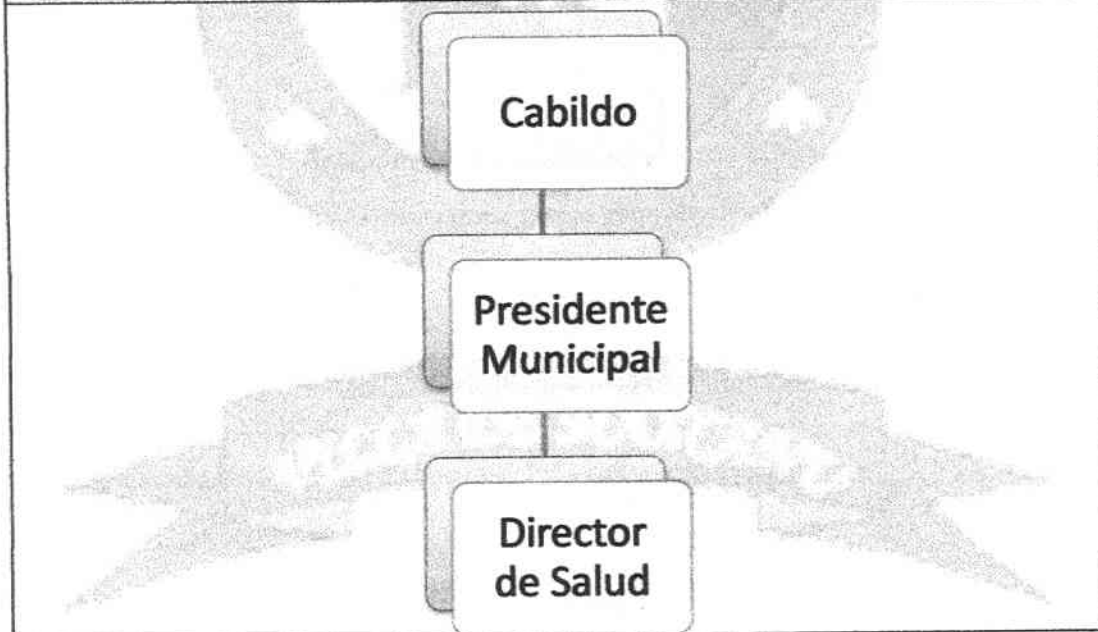 Cabildo
Presidente
Municipal
Director
de Salud